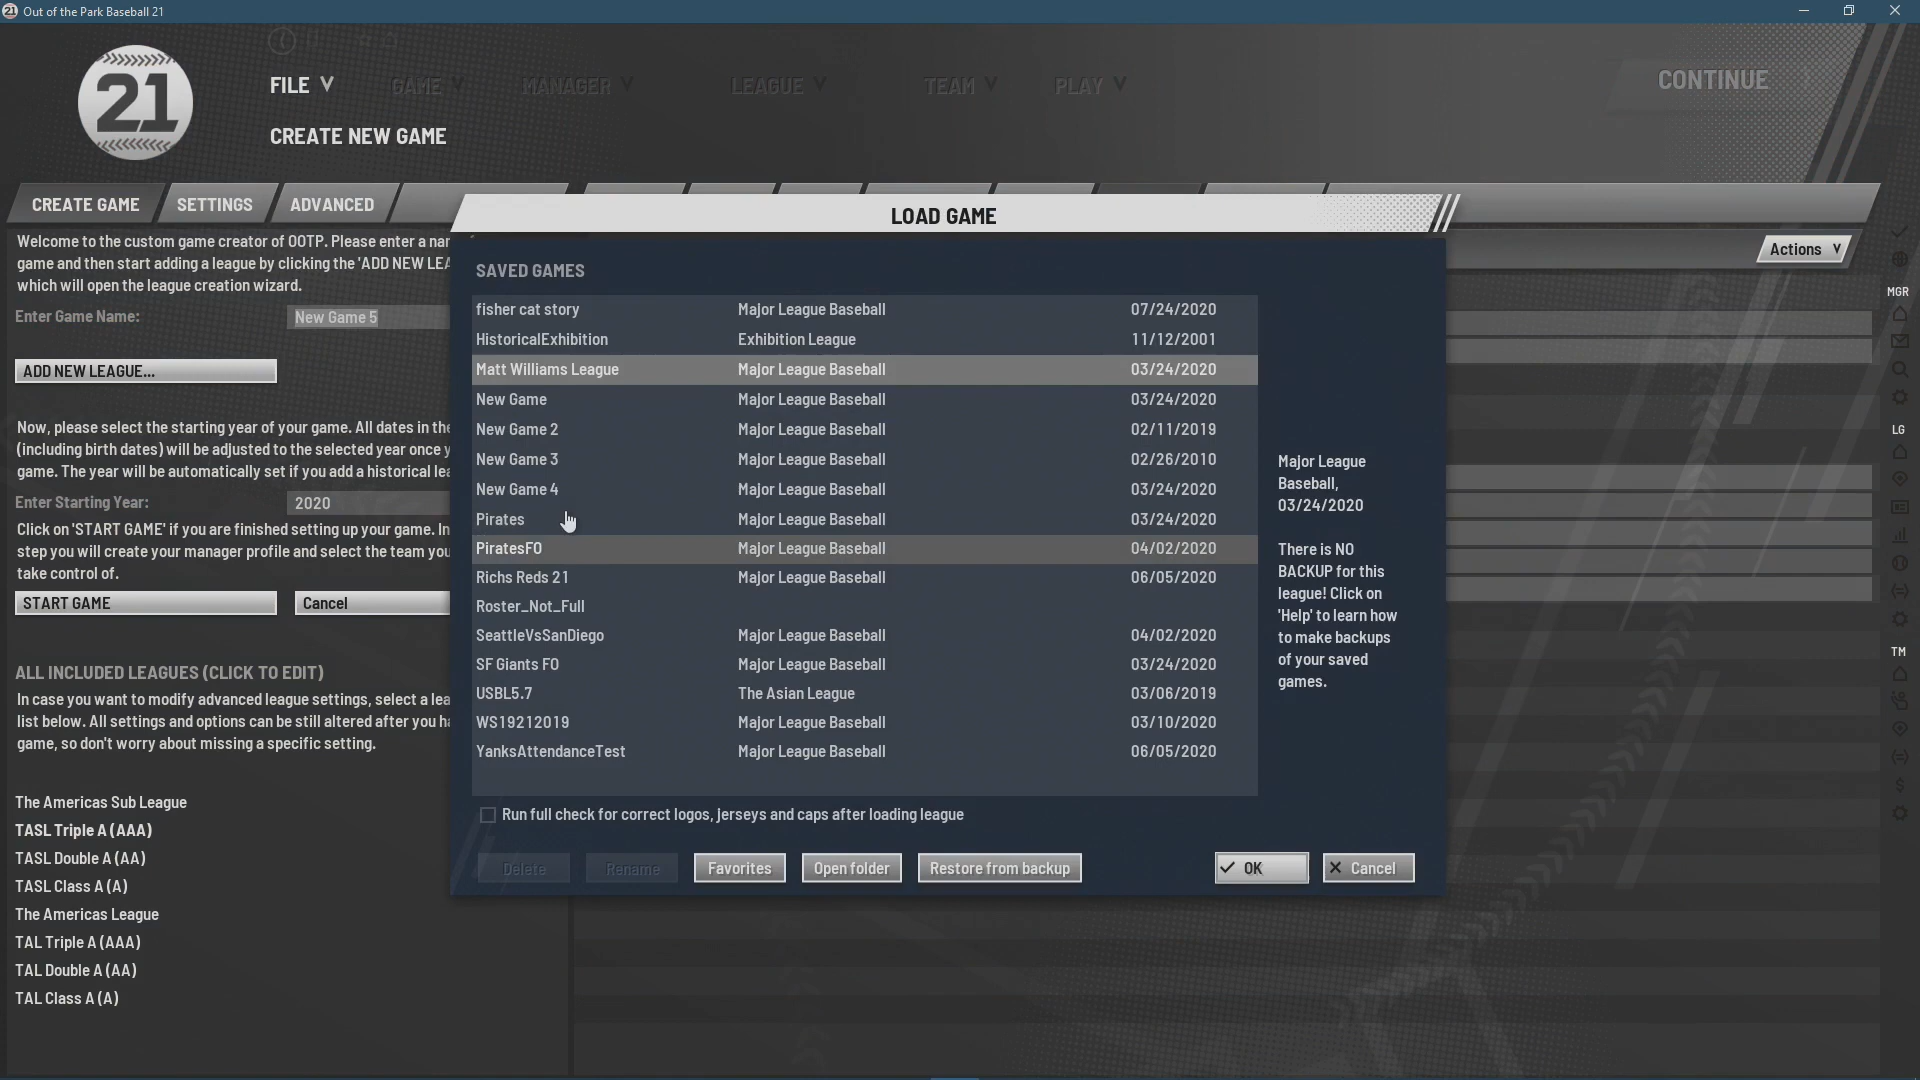 Out of the Park Baseball 21
21
FILE
GAME
MANAGER
LEAGUE
TEAM
PLAY
CONTINUE
CREATE NEW GAME
CREATE GAME
SETTINGS
ADVANCED
Welcome to the custom game creator of OOTP. Please enter a nar
game and then start adding a league by clicking the 'ADD NEW LEA
which will open the league creation wizard.
Enter Game Name:
New Game 5
ADD NEW LEAGUE...
Now, please select the starting year of your game. All dates in the
(including birth dates) will be adjusted to the selected year once y
game. The year will be automatically set if you add a historical lea
Enter Starting Year:
2020
Click on 'START GAME' if you are finished setting up your game. In
step you will create your manager profile and select the team you
take control of.
START GAME
Cancel
ALL INCLUDED LEAGUES (CLICK TO EDIT)
In case you want to modify advanced league settings, select a lea
list below. All settings and options can be still altered after you ha
game, so don't worry about missing a specific setting.
The Americas Sub League
TASL Triple A (AAA)
TASL Double A (AA)
TASL Class A (A)
The Americas League
TAL Triple A (AAA)
TAL Double A (AA)
TAL Class A (A)
LOAD GAME
SAVED GAMES
fisher cat story Major League Baseball 07/24/2020
HistoricalExhibition Exhibition League 11/12/2001
Matt Williams League Major League Baseball 03/24/2020
New Game Major League Baseball 03/24/2020
New Game 2 Major League Baseball 02/11/2019
New Game 3 Major League Baseball 02/26/2010
New Game 4 Major League Baseball 03/24/2020
Pirates Major League Baseball 03/24/2020
PiratesFO Major League Baseball 04/02/2020
Richs Reds 21 Major League Baseball 06/05/2020
Roster_Not_Full
SeattleVsSanDiego Major League Baseball 04/02/2020
SF Giants FO Major League Baseball 03/24/2020
USBL5.7 The Asian League 03/06/2019
WS19212019 Major League Baseball 03/10/2020
YanksAttendanceTest Major League Baseball 06/05/2020
Major League
Baseball,
03/24/2020
There is NO
BACKUP for this
league! Click on
'Help' to learn how
to make backups
of your saved
games.
Run full check for correct logos, jerseys and caps after loading league
Delete
Rename
Favorites
Open folder
Restore from backup
OK
Cancel
Actions
MGR
LG
TM